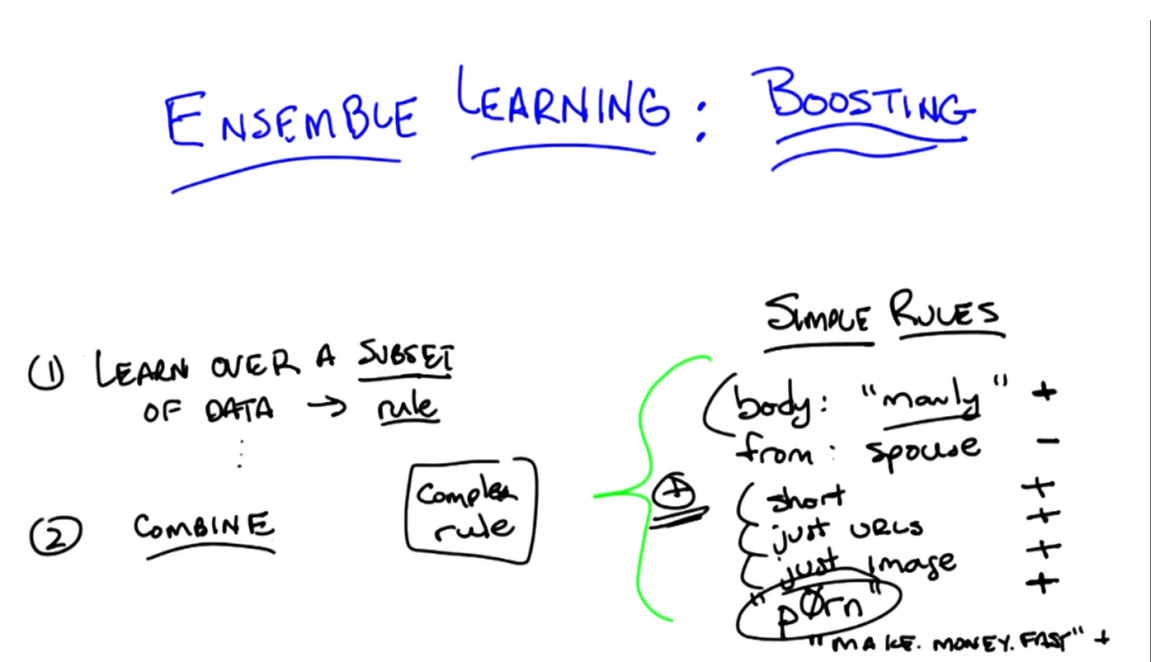 ENSEMBLE LEARNING: BOOSTING
① LEARN OVER A SUBSET
OF DATA → rule
⋮
② COMBINE
Complex
rule
SIMPLE RULES
body: "manly" +
from: spouse −
short +
just URLs +
just image +
"pØrn" +
"MAKE.MONEY.FAST" +
⊕